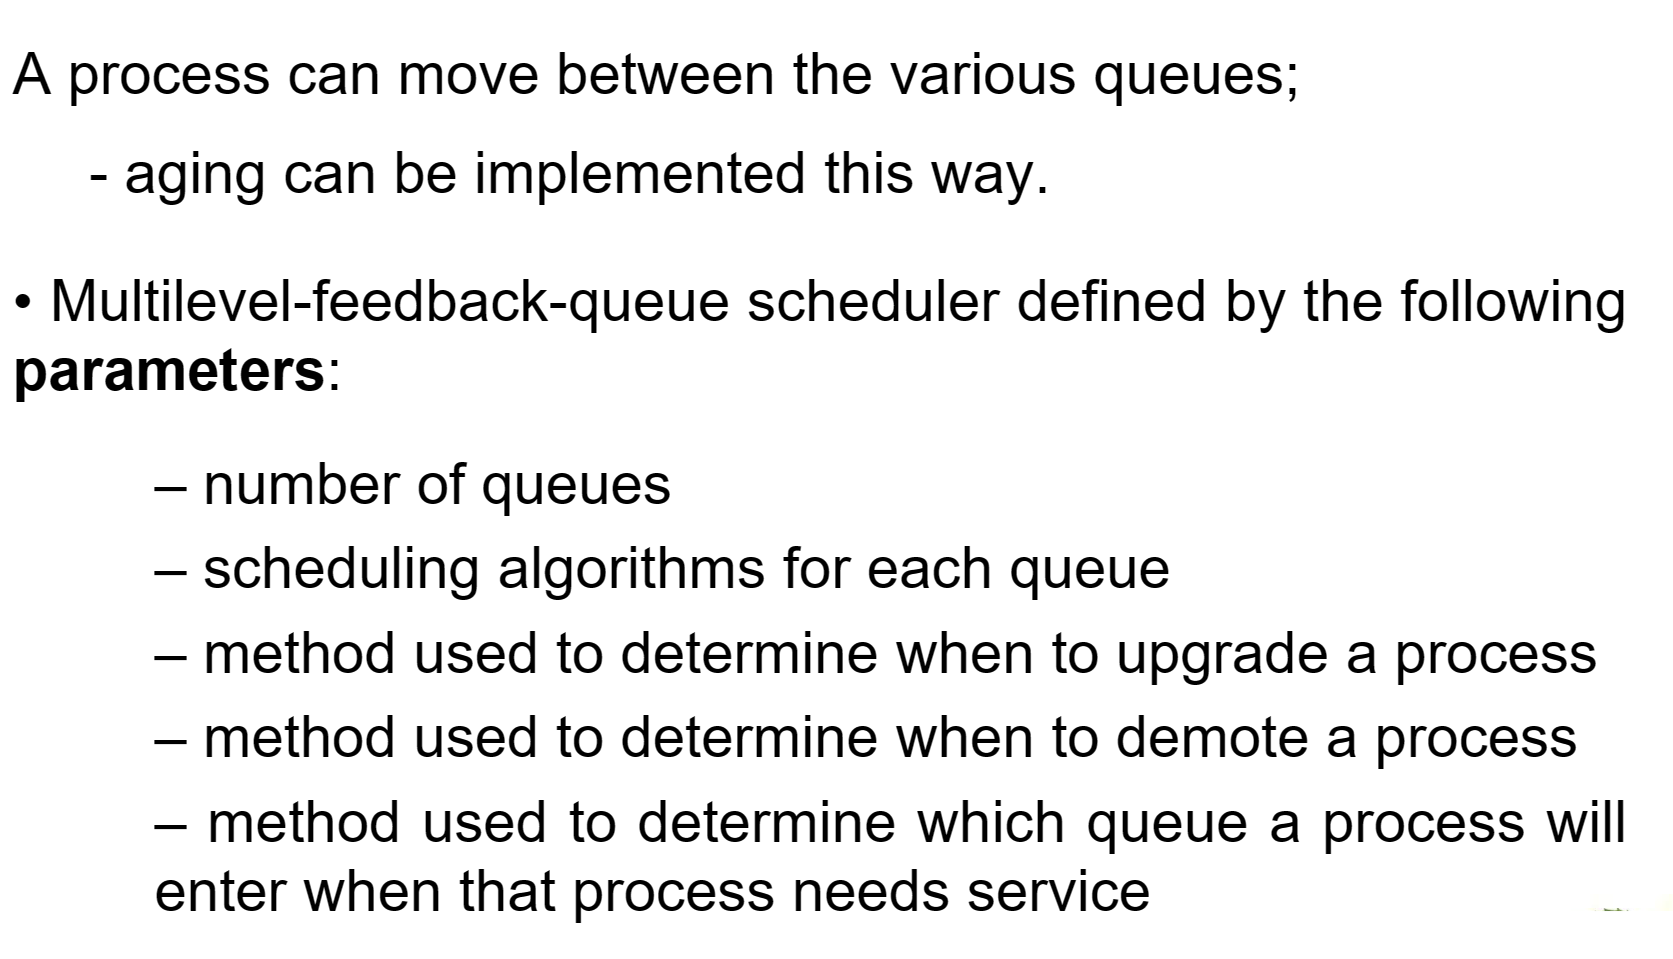 A process can move between the various queues;
- aging can be implemented this way.
• Multilevel-feedback-queue scheduler defined by the following
parameters:
– number of queues
– scheduling algorithms for each queue
– method used to determine when to upgrade a process
– method used to determine when to demote a process
– method used to determine which queue a process will
enter when that process needs service